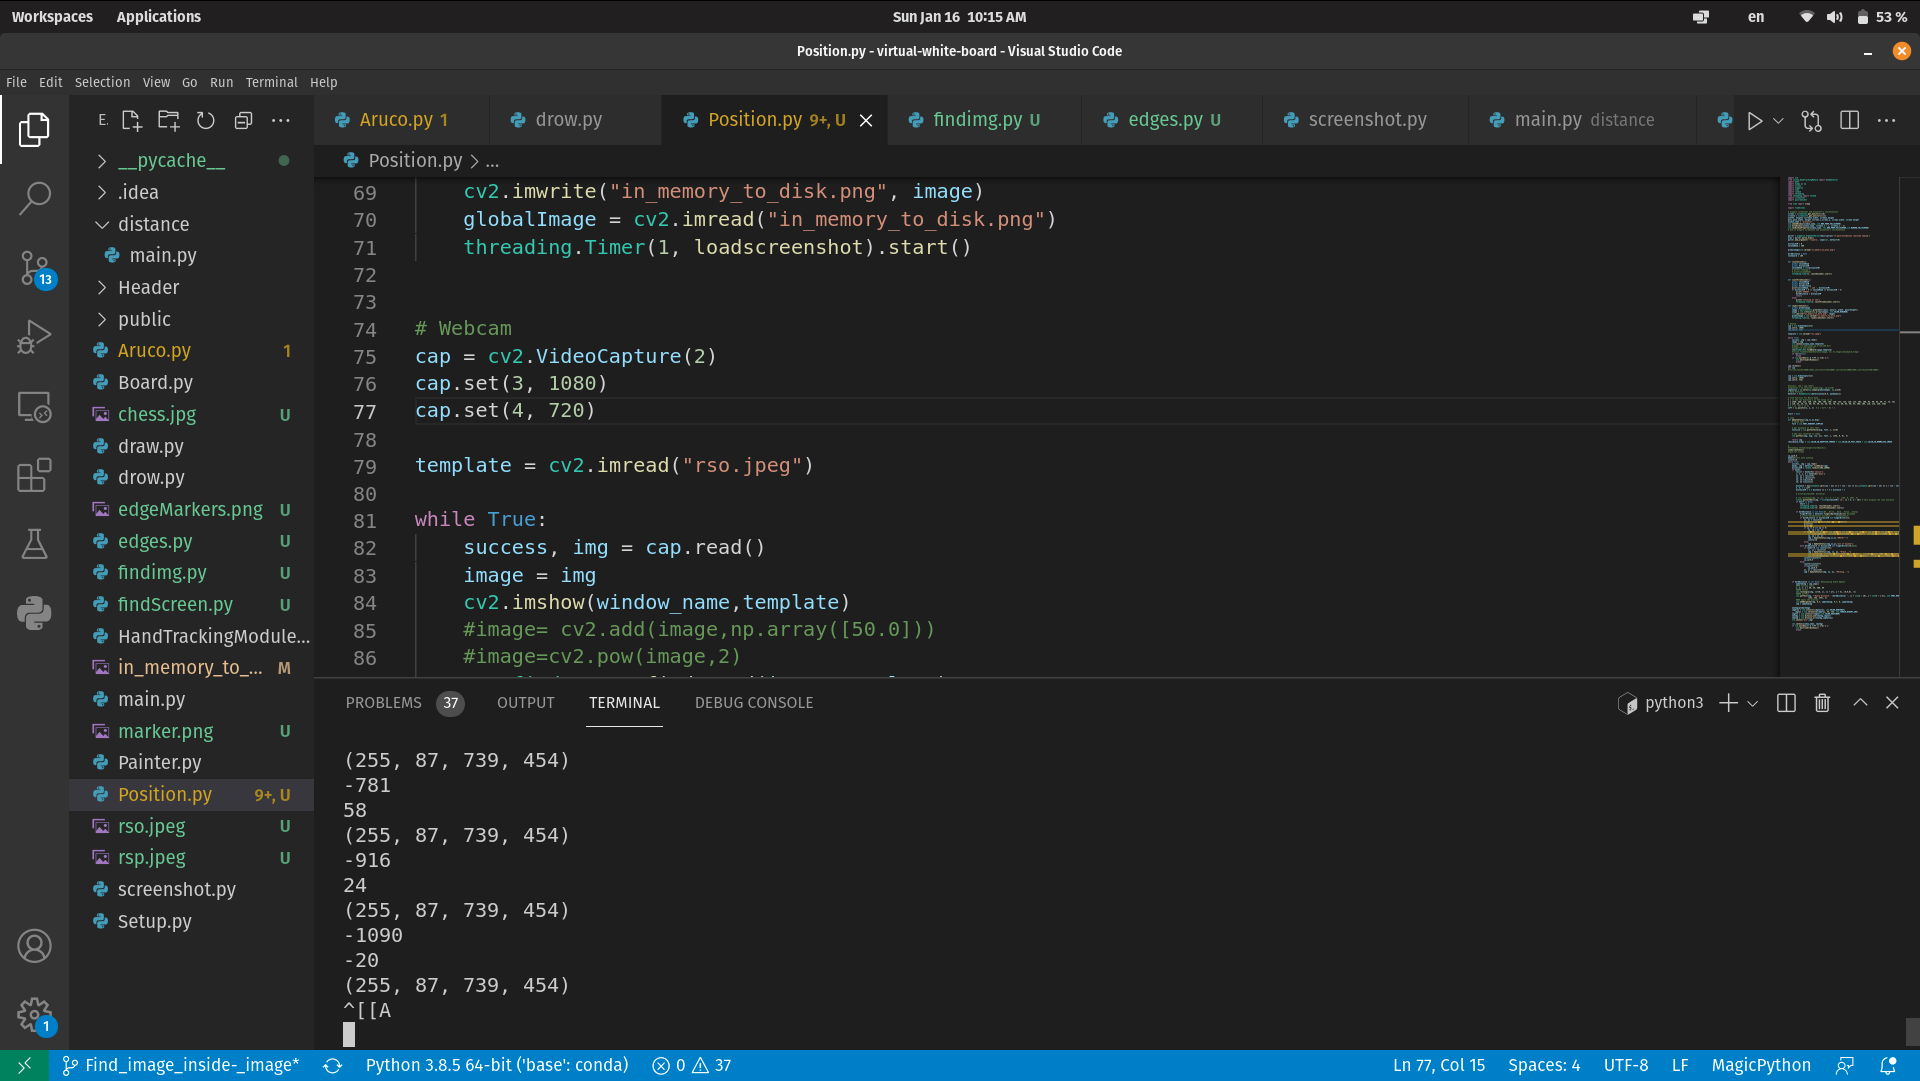 Workspaces Applications Sun Jan 16 10:15 AM en 53 %
Position.py - virtual-white-board - Visual Studio Code
File Edit Selection View Go Run Terminal Help
E. Aruco.py 1 drow.py Position.py 9+, U findimg.py U edges.py U screenshot.py main.py distance
Position.py > ...
__pycache__
.idea
distance
main.py
Header
public
Aruco.py 1
Board.py
chess.jpg U
draw.py
drow.py
edgeMarkers.png U
edges.py U
findimg.py U
findScreen.py U
HandTrackingModule...
in_memory_to_... M
main.py
marker.png U
Painter.py
Position.py 9+, U
rso.jpeg U
rsp.jpeg U
screenshot.py
Setup.py
13
1
69 cv2.imwrite("in_memory_to_disk.png", image)
70 globalImage = cv2.imread("in_memory_to_disk.png")
71 threading.Timer(1, loadscreenshot).start()
72
73
74 # Webcam
75 cap = cv2.VideoCapture(2)
76 cap.set(3, 1080)
77 cap.set(4, 720)
78
79 template = cv2.imread("rso.jpeg")
80
81 while True:
82 success, img = cap.read()
83 image = img
84 cv2.imshow(window_name,template)
85 #image= cv2.add(image,np.array([50.0]))
86 #image=cv2.pow(image,2)
PROBLEMS 37 OUTPUT TERMINAL DEBUG CONSOLE python3
(255, 87, 739, 454)
-781
58
(255, 87, 739, 454)
-916
24
(255, 87, 739, 454)
-1090
-20
(255, 87, 739, 454)
^[[A
Find_image_inside-_image* Python 3.8.5 64-bit ('base': conda) 0 37 Ln 77, Col 15 Spaces: 4 UTF-8 LF MagicPython